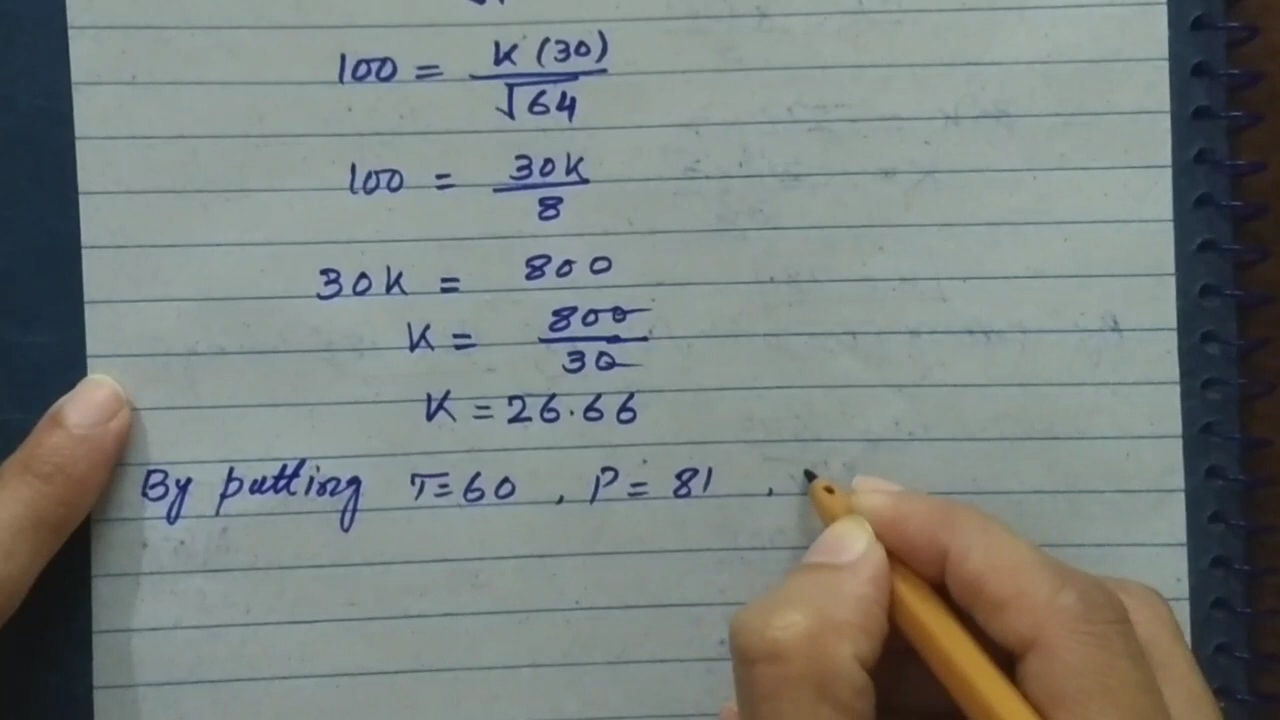 100 = K (30) / √64
100 = 30K / 8
30K = 800
K = 800 / 30
K = 26.66
By putting T=60 , P = 81 ,